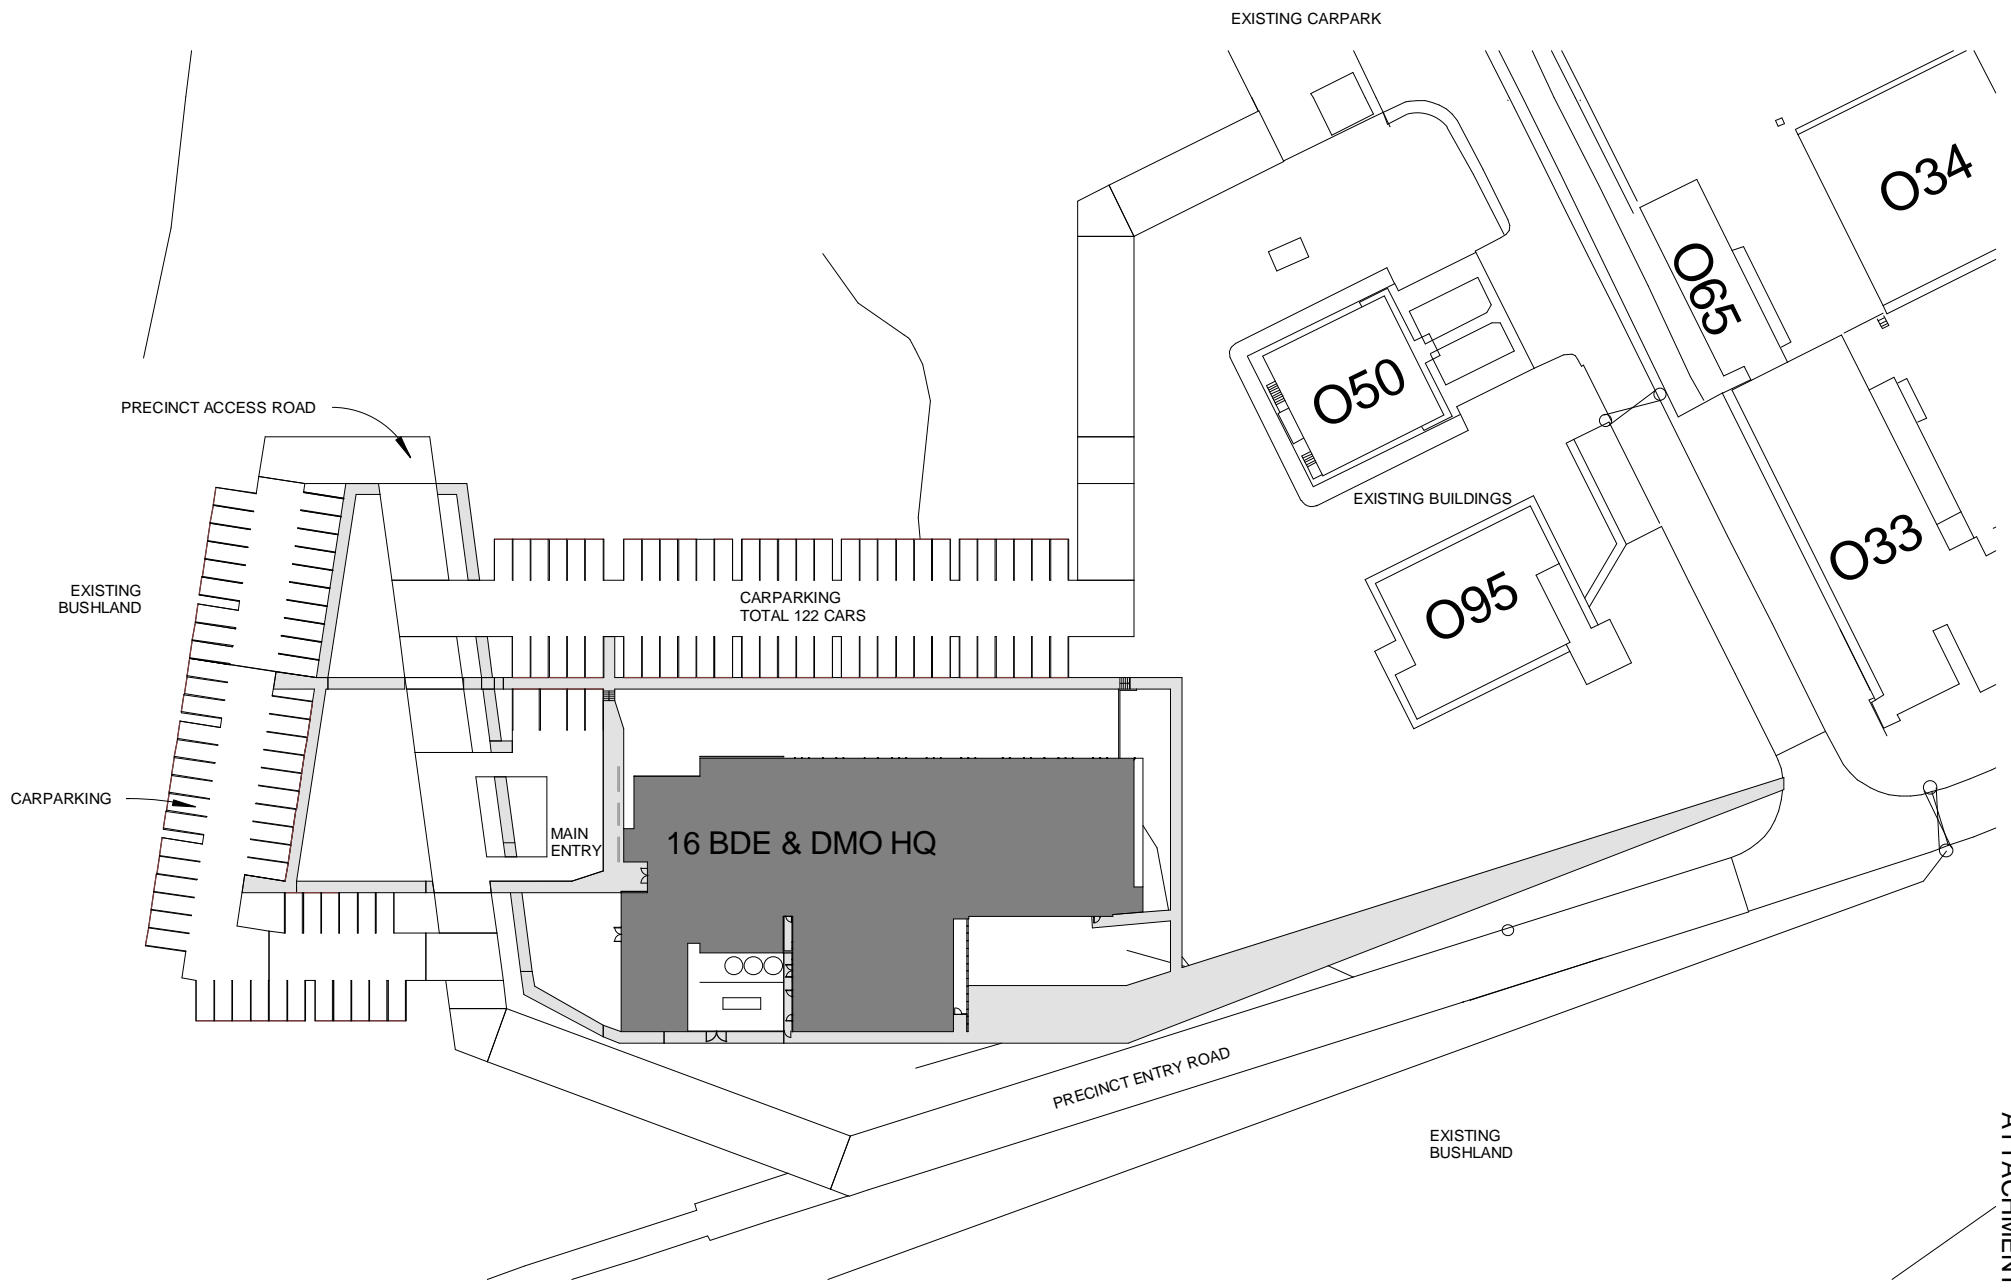 EXISTING CARPARK
O34
O65
O50
PRECINCT ACCESS ROAD
EXISTING BUILDINGS
O33
EXISTING
BUSHLAND
CARPARKING
TOTAL 122 CARS
O95
CARPARKING
MAIN
ENTRY
16 BDE & DMO HQ
PRECINCT ENTRY ROAD
EXISTING
BUSHLAND
ATTACHMENT